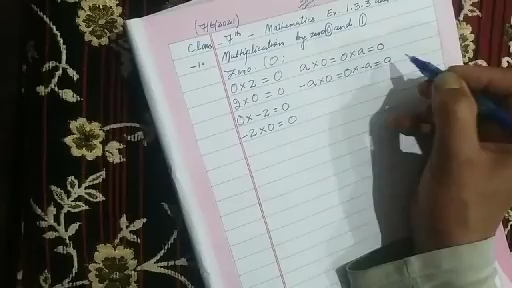 (7/6/2021)
Class 7th - Mathematics Ex. 1.3.3
Multiplication by zero and 1
Zero (0:
0×2=0 a×0=0×a=0
2×0=0 -a×0=0×-a=0
0×-2=0
-2×0=0